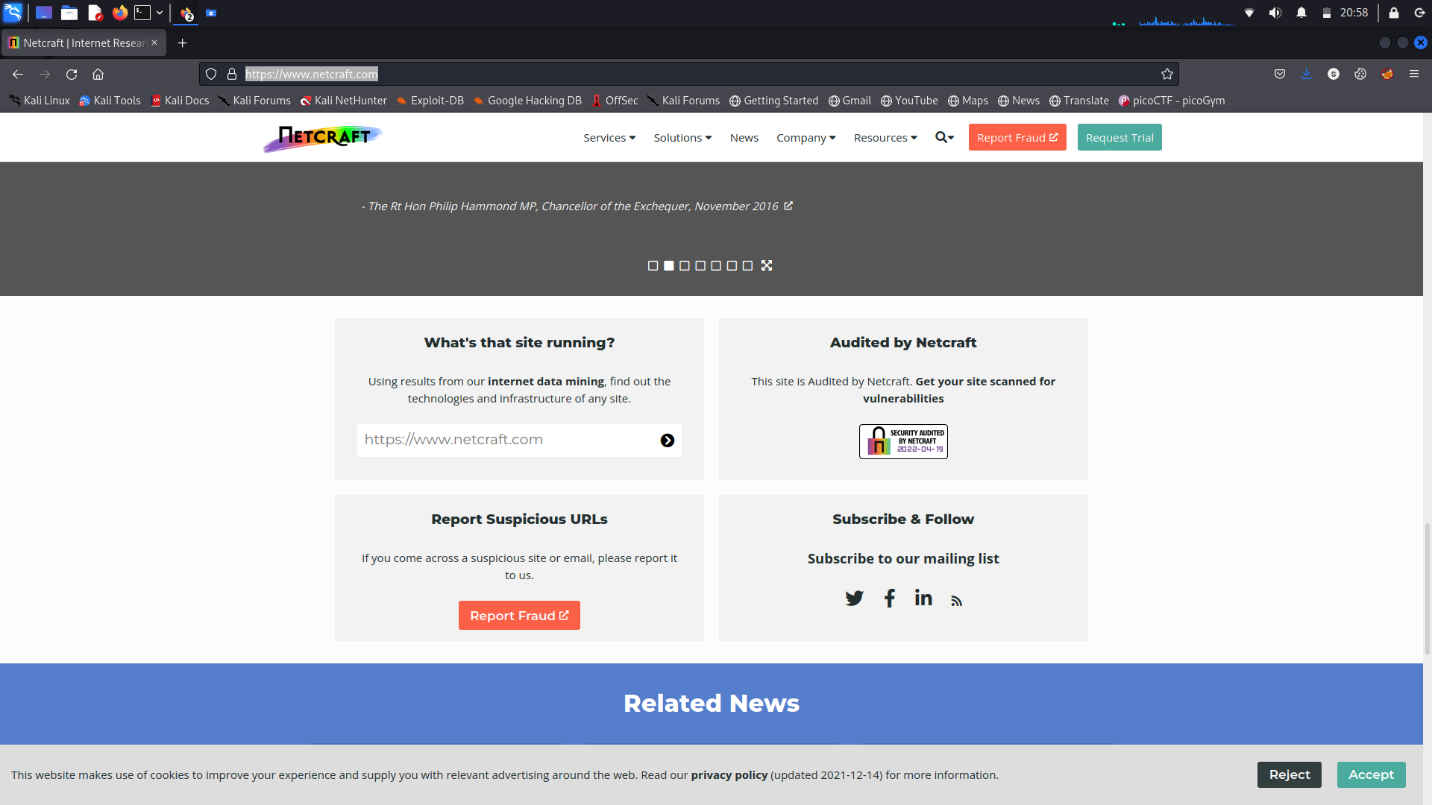 20:58
Netcraft | Internet Resear
https://www.netcraft.com
Kali Linux
Kali Tools
Kali Docs
Kali Forums
Kali NetHunter
Exploit-DB
Google Hacking DB
OffSec
Kali Forums
Getting Started
Gmail
YouTube
Maps
News
Translate
picoCTF - picoGym
NETCRAFT
Services
Solutions
News
Company
Resources
Report Fraud
Request Trial
- The Rt Hon Philip Hammond MP, Chancellor of the Exchequer, November 2016
What's that site running?
Using results from our internet data mining, find out the
technologies and infrastructure of any site.
https://www.netcraft.com
Audited by Netcraft
This site is Audited by Netcraft. Get your site scanned for
vulnerabilities
SECURITY AUDITED
BY NETCRAFT
2022-04-19
Report Suspicious URLs
If you come across a suspicious site or email, please report it
to us.
Report Fraud
Subscribe & Follow
Subscribe to our mailing list
Related News
This website makes use of cookies to improve your experience and supply you with relevant advertising around the web. Read our privacy policy (updated 2021-12-14) for more information.
Reject
Accept